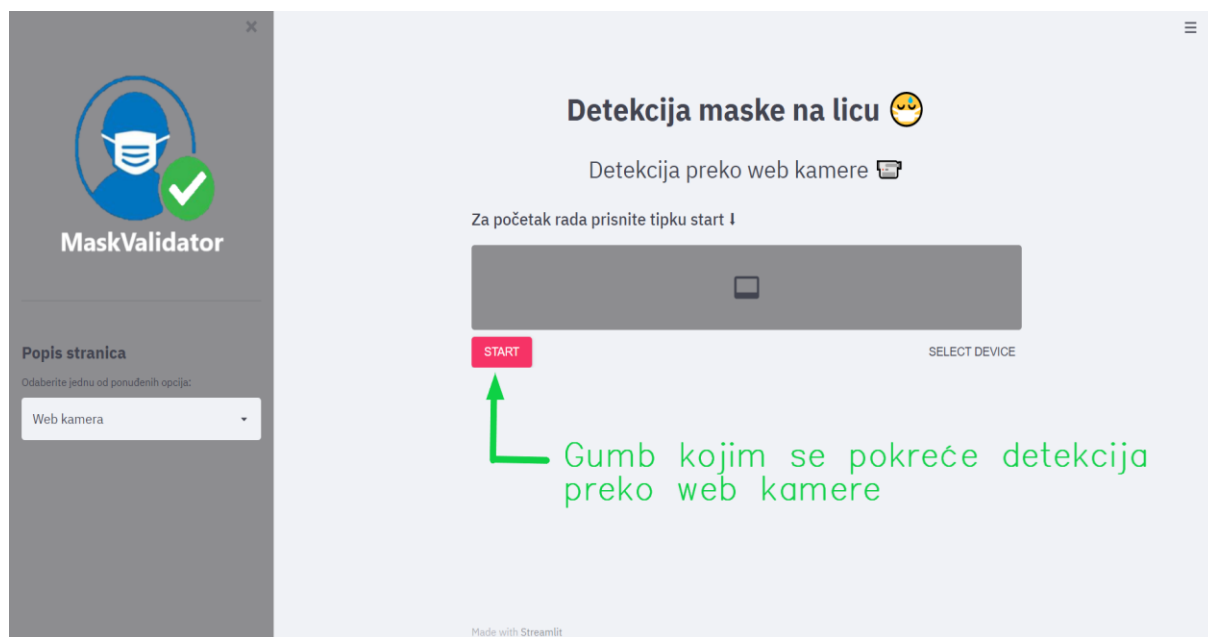 MaskValidator
Popis stranica
Odaberite jednu od ponuđenih opcija:
Web kamera
Detekcija maske na licu
Detekcija preko web kamere
Za početak rada prisnite tipku start
START
SELECT DEVICE
Gumb kojim se pokreće detekcija
preko web kamere
Made with Streamlit